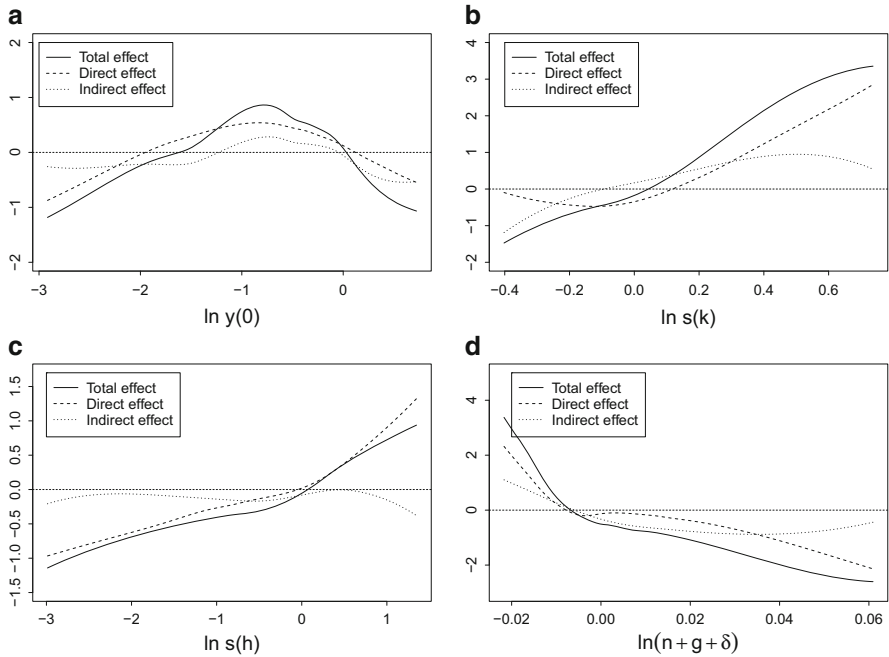 a
2
1
0
−1
−2
Total effect
Direct effect
Indirect effect
−3
−2
−1
0
ln y(0)
b
4
3
2
1
0
−1
−2
Total effect
Direct effect
Indirect effect
−0.4
−0.2
0.0
0.2
0.4
0.6
ln s(k)
c
1.5
1.0
0.5
0.0
−0.5
−1.0
−1.5
Total effect
Direct effect
Indirect effect
−3
−2
−1
0
1
ln s(h)
d
4
2
0
−2
Total effect
Direct effect
Indirect effect
−0.02
0.00
0.02
0.04
0.06
ln(n+g+δ)